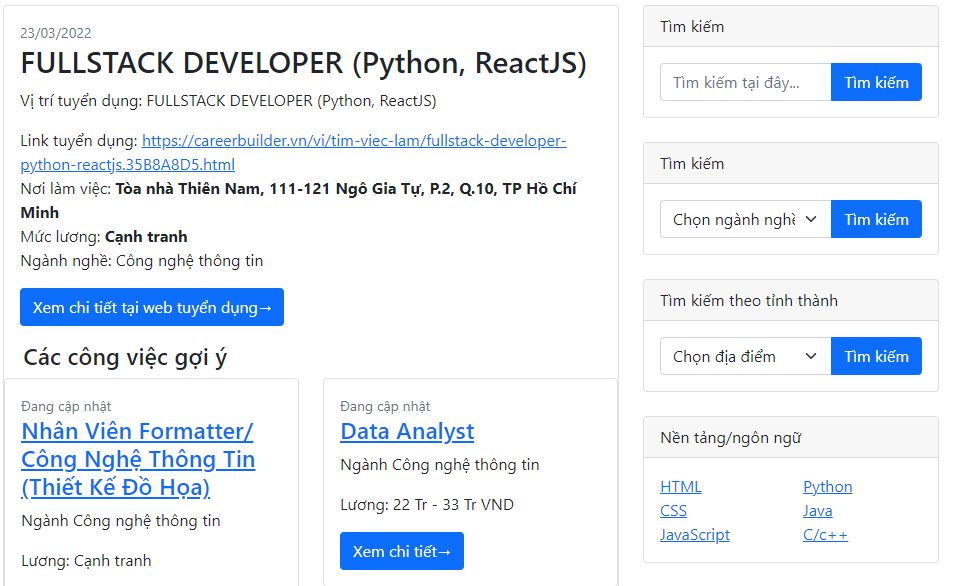 23/03/2022
FULLSTACK DEVELOPER (Python, ReactJS)
Vị trí tuyển dụng: FULLSTACK DEVELOPER (Python, ReactJS)
Link tuyển dụng: https://careerbuilder.vn/vi/tim-viec-lam/fullstack-developer-
python-reactjs.35B8A8D5.html
Nơi làm việc: Tòa nhà Thiên Nam, 111-121 Ngô Gia Tự, P.2, Q.10, TP Hồ Chí
Minh
Mức lương: Cạnh tranh
Ngành nghề: Công nghệ thông tin
Xem chi tiết tại web tuyển dụng→
Các công việc gợi ý
Đang cập nhật
Nhân Viên Formatter/
Công Nghệ Thông Tin
(Thiết Kế Đồ Họa)
Ngành Công nghệ thông tin
Lương: Cạnh tranh
Đang cập nhật
Data Analyst
Ngành Công nghệ thông tin
Lương: 22 Tr - 33 Tr VND
Xem chi tiết→
Tìm kiếm
Tìm kiếm tại đây... Tìm kiếm
Tìm kiếm
Chọn ngành nghề Tìm kiếm
Tìm kiếm theo tỉnh thành
Chọn địa điểm Tìm kiếm
Nền tảng/ngôn ngữ
HTML Python
CSS Java
JavaScript C/c++